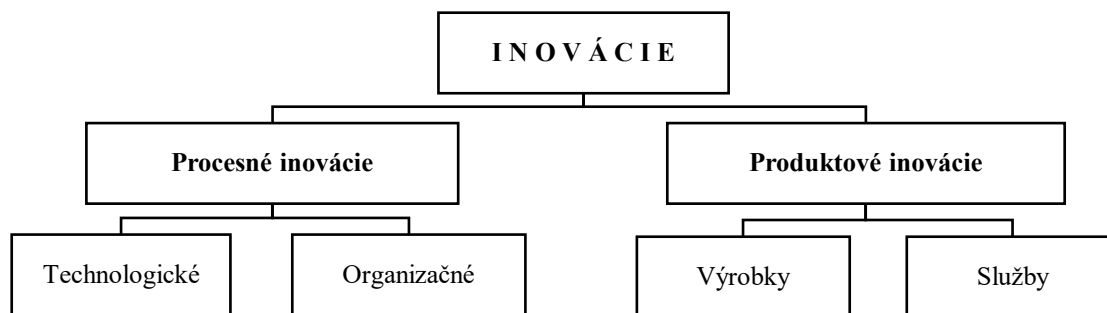 I N O V Á C I E
Procesné inovácie
Produktové inovácie
Technologické
Organizačné
Výrobky
Služby